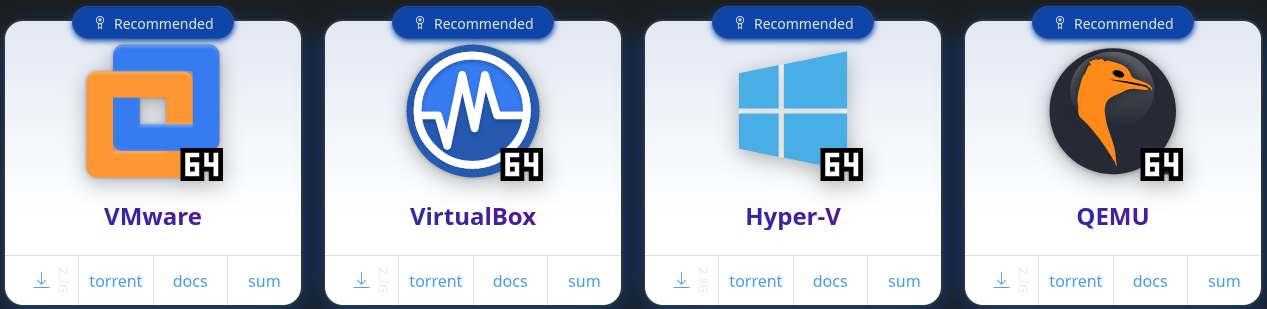 Recommended
64
VMware
2.7G
torrent
docs
sum
Recommended
64
VirtualBox
2.7G
torrent
docs
sum
Recommended
64
Hyper-V
2.8G
torrent
docs
sum
Recommended
64
QEMU
2.7G
torrent
docs
sum